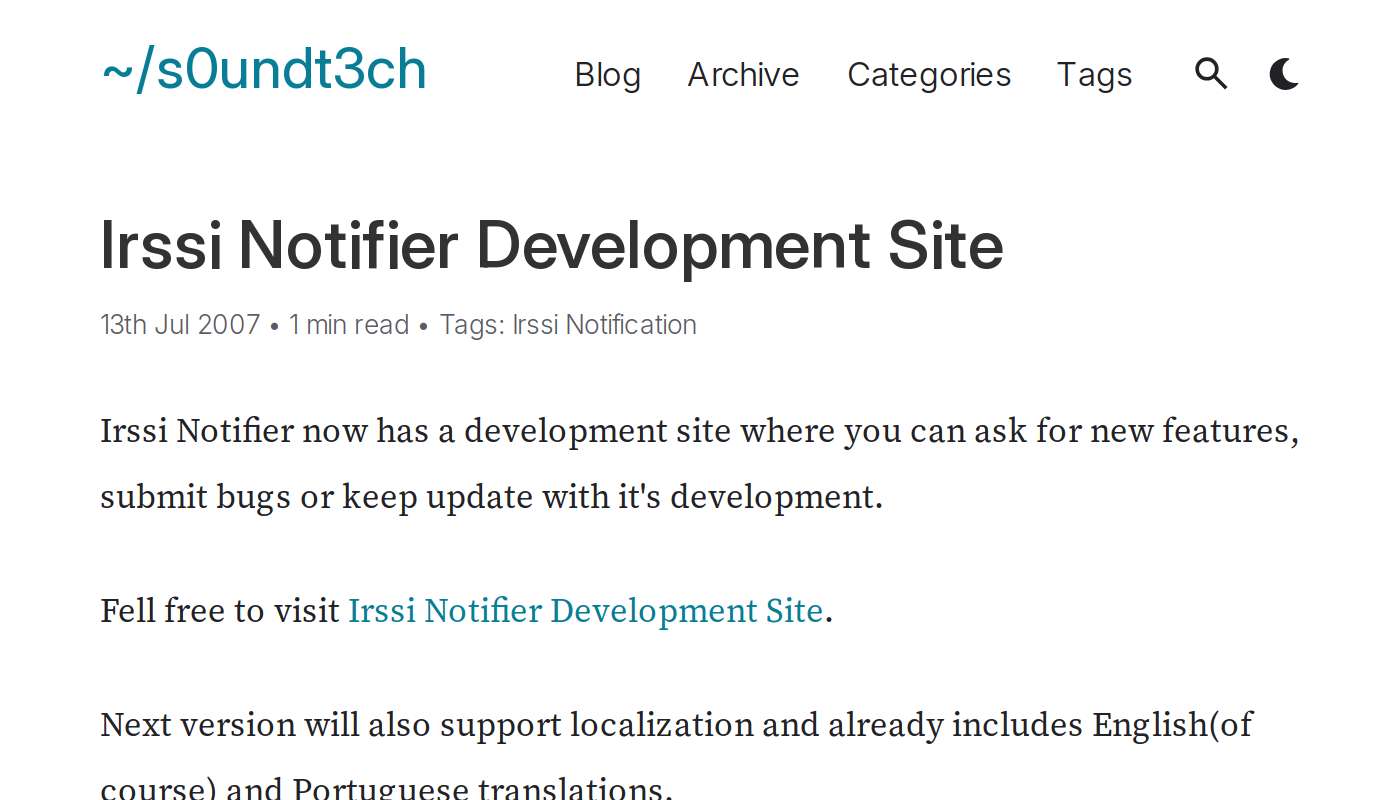 ~/s0undt3ch
Blog Archive Categories Tags
Irssi Notifier Development Site
13th Jul 2007 • 1 min read • Tags: Irssi Notification
Irssi Notifier now has a development site where you can ask for new features,
submit bugs or keep update with it's development.
Fell free to visit Irssi Notifier Development Site.
Next version will also support localization and already includes English(of
course) and Portuguese translations.